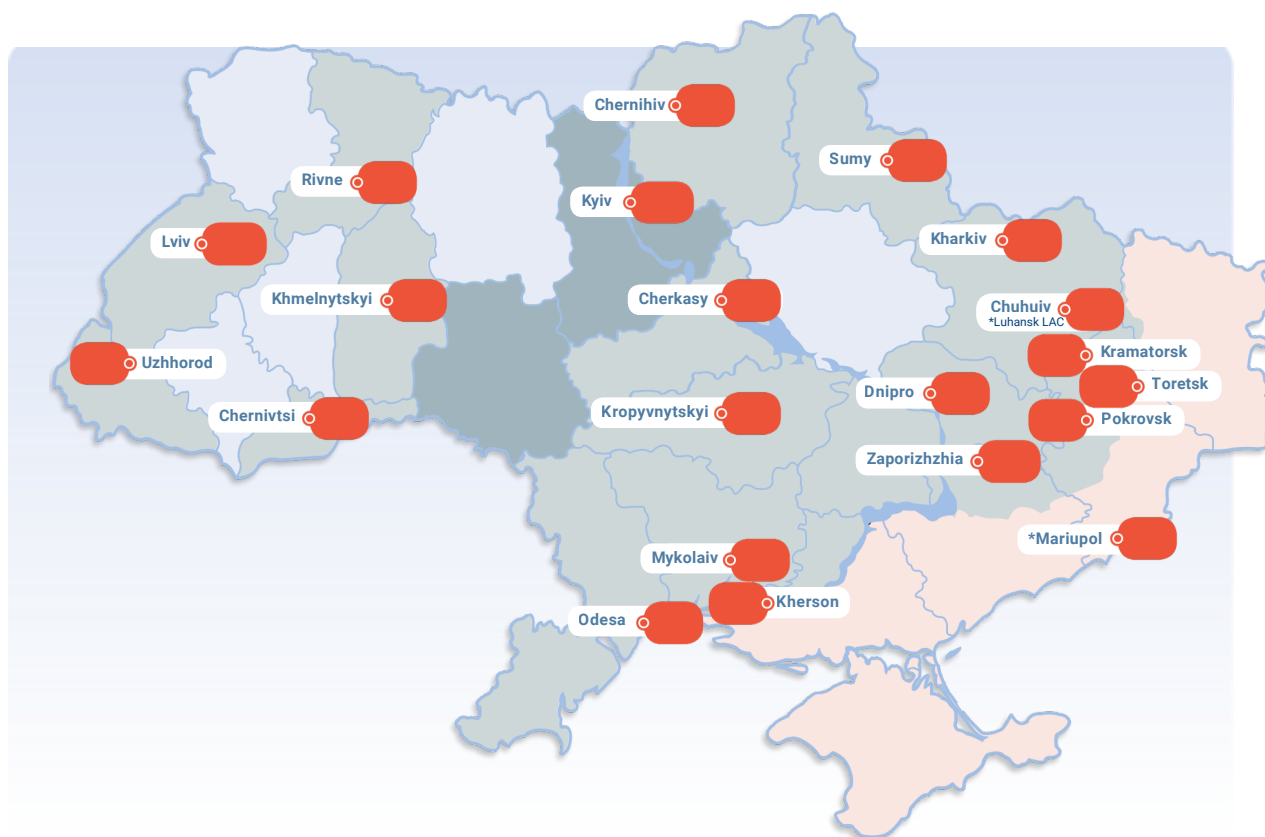 Chernihiv
Sumy
Rivne
Kyiv
Lviv
Kharkiv
Khmelnytskyi
Cherkasy
Chuhuiv
*Luhansk LAC
Kramatorsk
Uzhhorod
Toretsk
Dnipro
Chernivtsi
Kropyvnytskyi
Pokrovsk
Zaporizhzhia
*Mariupol
Mykolaiv
Kherson
Odesa